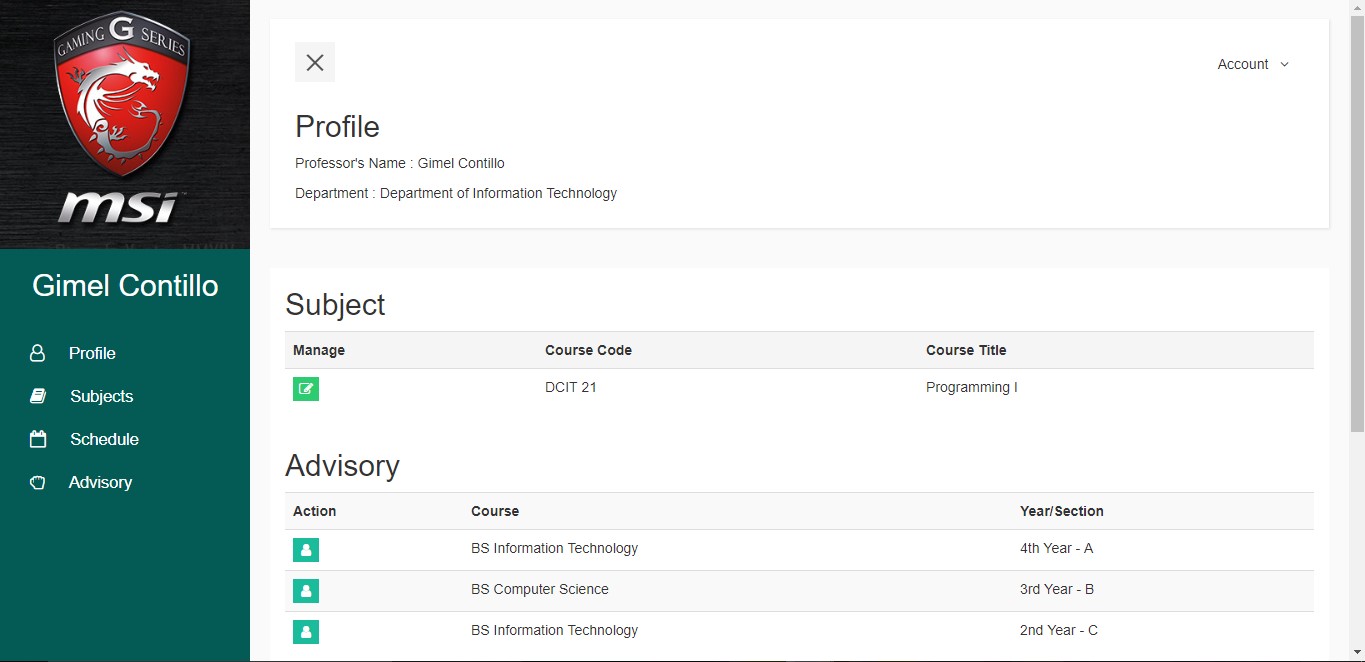 GAMING G SERIES
msi
Gimel Contillo
Profile
Subjects
Schedule
Advisory
Account
Profile
Professor's Name : Gimel Contillo
Department : Department of Information Technology
Subject
Manage Course Code Course Title
DCIT 21 Programming I
Advisory
Action Course Year/Section
BS Information Technology 4th Year - A
BS Computer Science 3rd Year - B
BS Information Technology 2nd Year - C